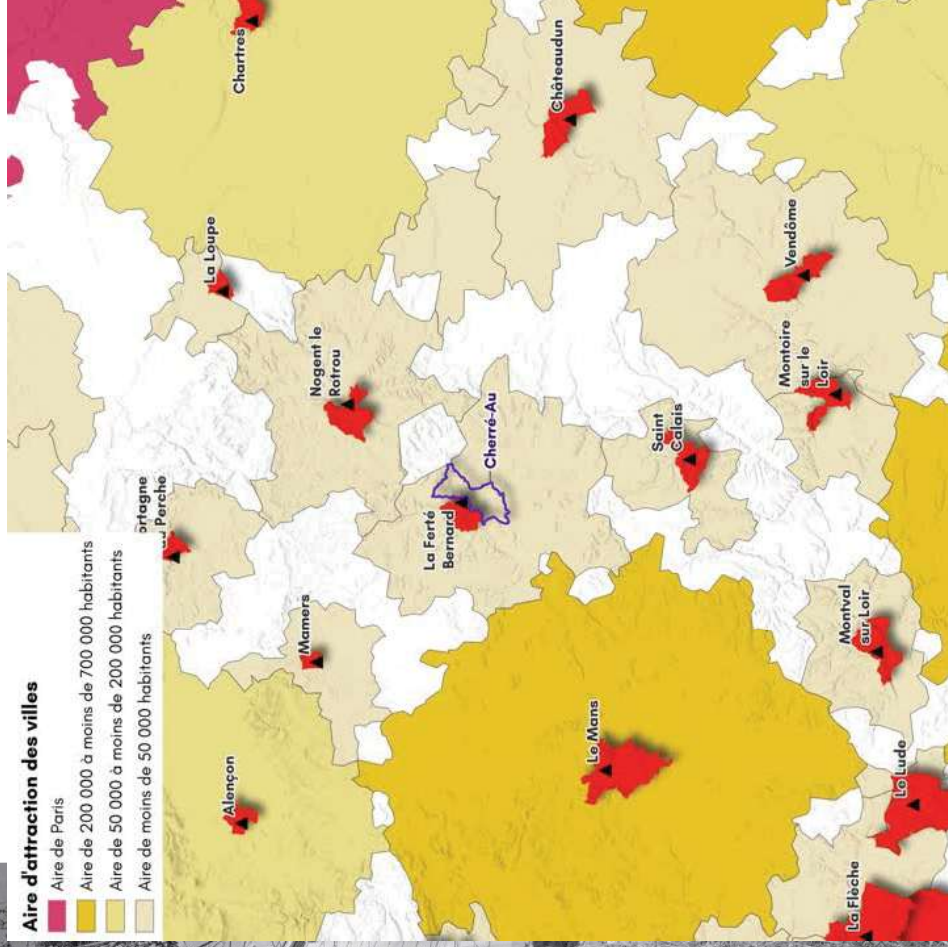 Aire d'attraction des villes
Aire de Paris
Aire de 200 000 à moins de 700 000 habitants
Aire de 50 000 à moins de 200 000 habitants
Aire de moins de 50 000 habitants
ortagne
au Perche
La Loupe
Alençon
Chartres
Mamers
Nogent le
Rotrou
La Ferté
Bernard
Cherré-Au
Châteaudun
Le Mans
Saint
Calais
Montoire
sur le
Loir
Vendôme
Montval
sur Loir
La Flèche
Le Lude